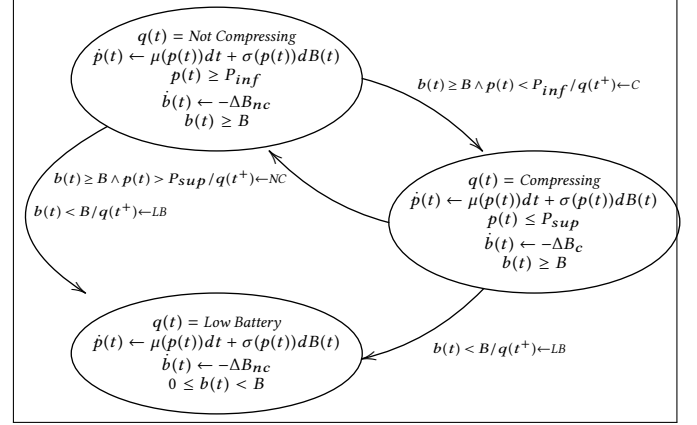 q(t) = Not Compressing
ṗ(t) ← μ(p(t))dt + σ(p(t))dB(t)
p(t) ≥ P_inf
ḃ(t) ← −ΔB_nc
b(t) ≥ B
b(t) ≥ B ∧ p(t) < P_inf / q(t⁺)←C
b(t) ≥ B ∧ p(t) > P_sup / q(t⁺)←NC
b(t) < B / q(t⁺)←LB
q(t) = Compressing
ṗ(t) ← μ(p(t))dt + σ(p(t))dB(t)
p(t) ≤ P_sup
ḃ(t) ← −ΔB_c
b(t) ≥ B
q(t) = Low Battery
ṗ(t) ← μ(p(t))dt + σ(p(t))dB(t)
ḃ(t) ← −ΔB_nc
0 ≤ b(t) < B
b(t) < B / q(t⁺)←LB